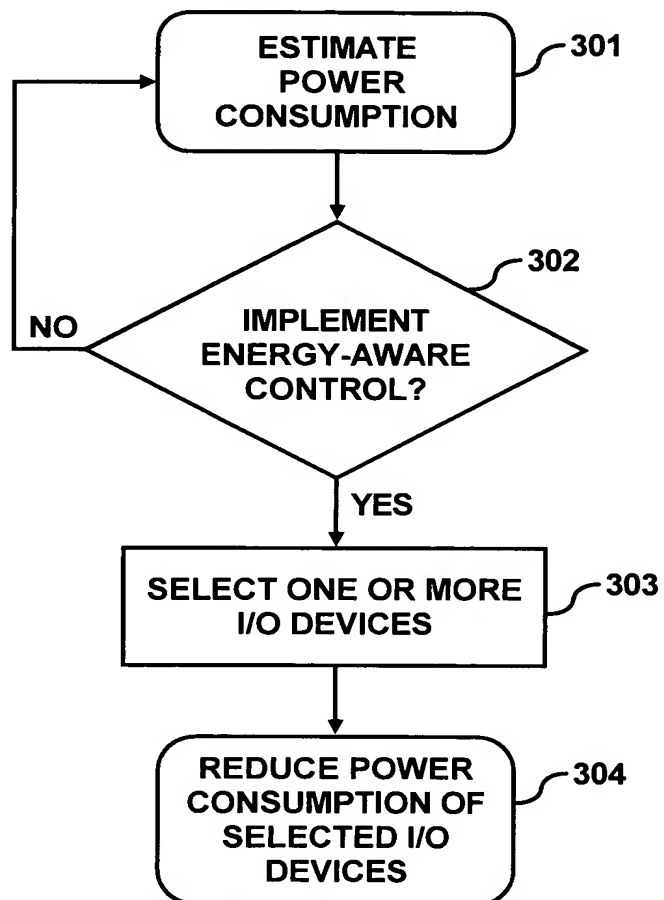 ESTIMATE
POWER
CONSUMPTION
301
302
IMPLEMENT
ENERGY-AWARE
CONTROL?
NO
YES
SELECT ONE OR MORE
I/O DEVICES
303
REDUCE POWER
CONSUMPTION OF
SELECTED I/O
DEVICES
304